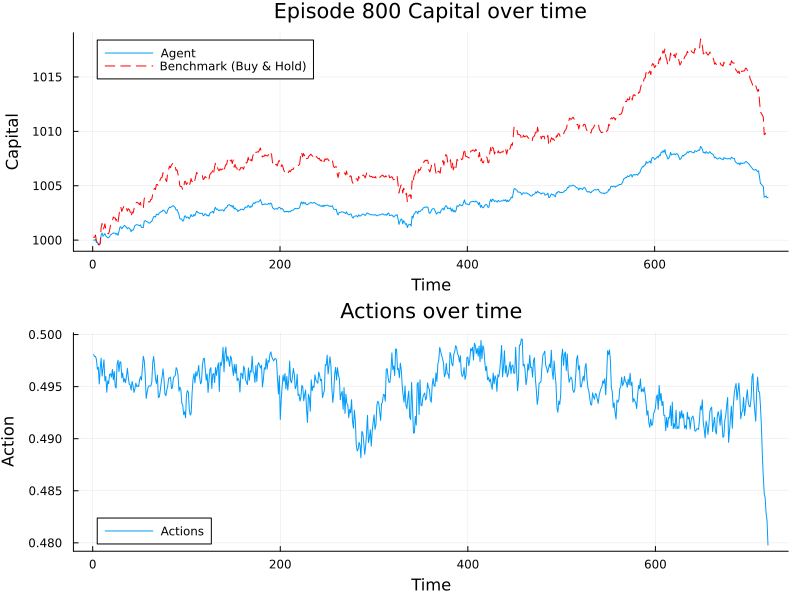 Episode 800 Capital over time
Agent
Benchmark (Buy & Hold)
Capital
1015
1010
1005
1000
0 200 400 600
Time
Actions over time
Action
0.500
0.495
0.490
0.485
0.480
Actions
0 200 400 600
Time